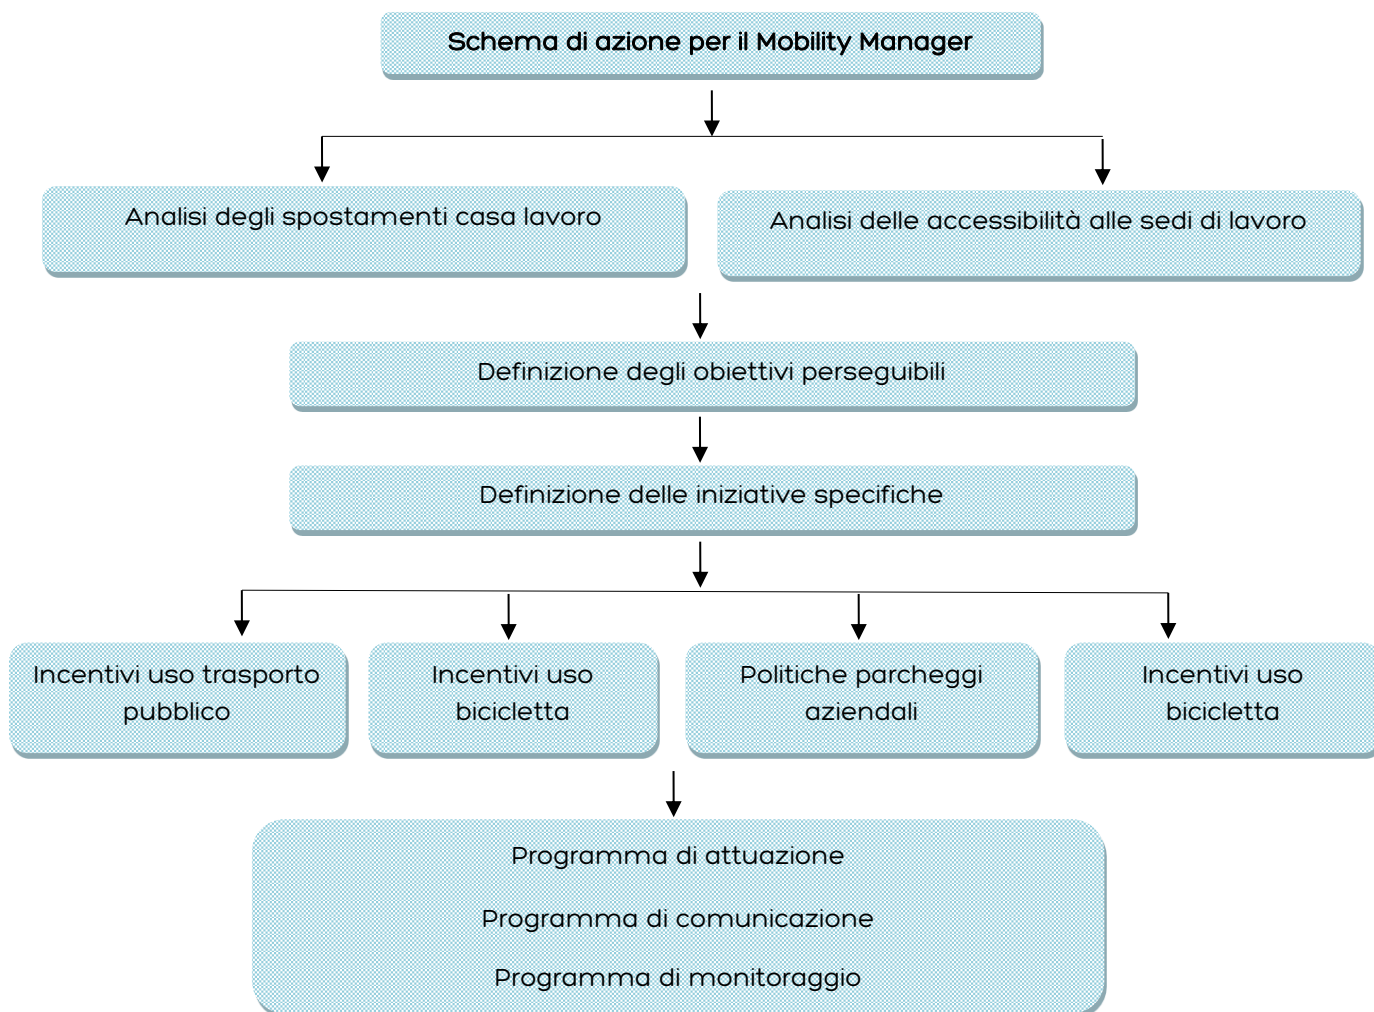 Schema di azione per il Mobility Manager
Analisi degli spostamenti casa lavoro
Analisi delle accessibilità alle sedi di lavoro
Definizione degli obiettivi perseguibili
Definizione delle iniziative specifiche
Incentivi uso trasporto
pubblico
Incentivi uso
bicicletta
Politiche parcheggi
aziendali
Incentivi uso
bicicletta
Programma di attuazione
Programma di comunicazione
Programma di monitoraggio